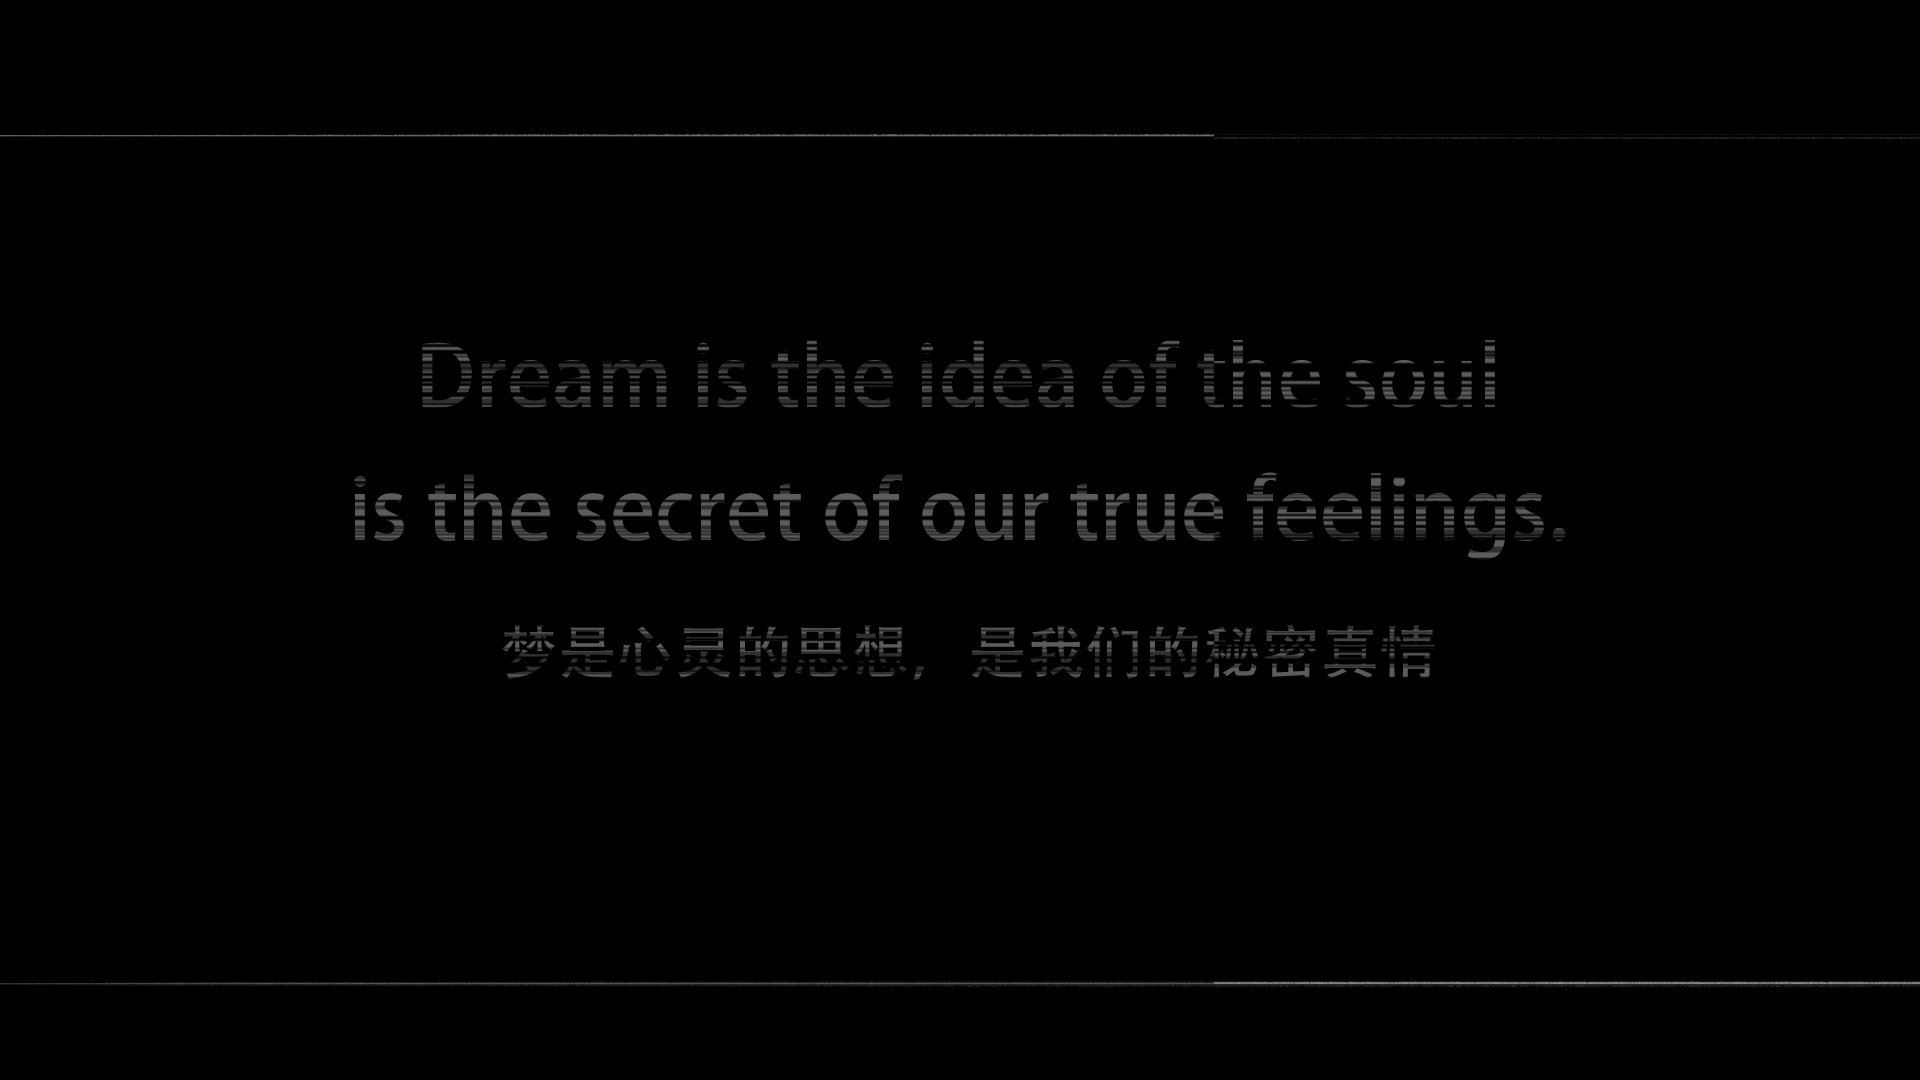 Dream is the idea of the soul
is the secret of our true feelings.
梦是心灵的思想，是我们的秘密真情